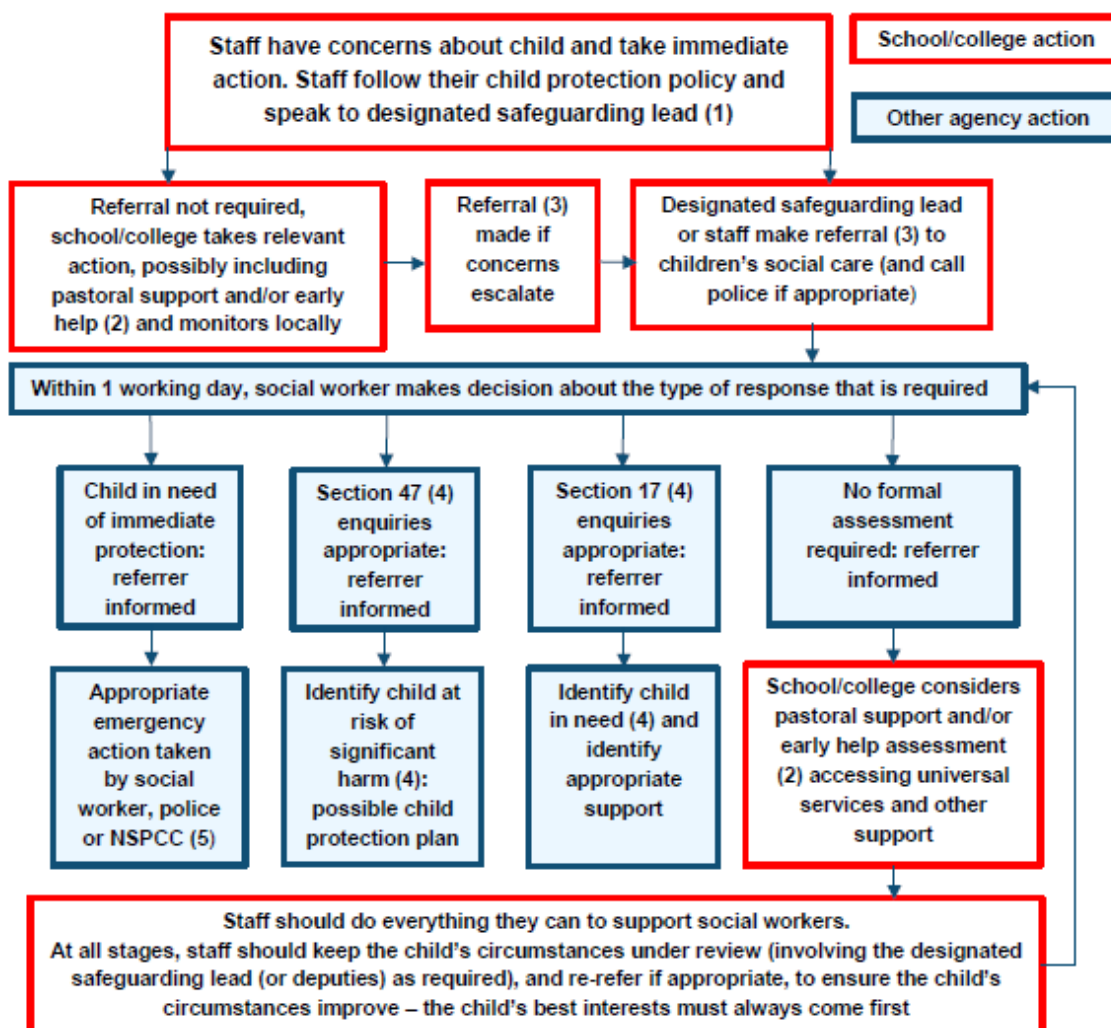 Staff have concerns about child and take immediate
action. Staff follow their child protection policy and
speak to designated safeguarding lead (1)
School/college action
Other agency action
Referral not required,
school/college takes relevant
action, possibly including
pastoral support and/or early
help (2) and monitors locally
Referral (3)
made if
concerns
escalate
Designated safeguarding lead
or staff make referral (3) to
children's social care (and call
police if appropriate)
Within 1 working day, social worker makes decision about the type of response that is required
Child in need
of immediate
protection:
referrer
informed
Section 47 (4)
enquiries
appropriate:
referrer
informed
Section 17 (4)
enquiries
appropriate:
referrer
informed
No formal
assessment
required: referrer
informed
Appropriate
emergency
action taken
by social
worker, police
or NSPCC (5)
Identify child at
risk of
significant
harm (4):
possible child
protection plan
Identify child
in need (4) and
identify
appropriate
support
School/college considers
pastoral support and/or
early help assessment
(2) accessing universal
services and other
support
Staff should do everything they can to support social workers.
At all stages, staff should keep the child's circumstances under review (involving the designated
safeguarding lead (or deputies) as required), and re-refer if appropriate, to ensure the child's
circumstances improve – the child's best interests must always come first